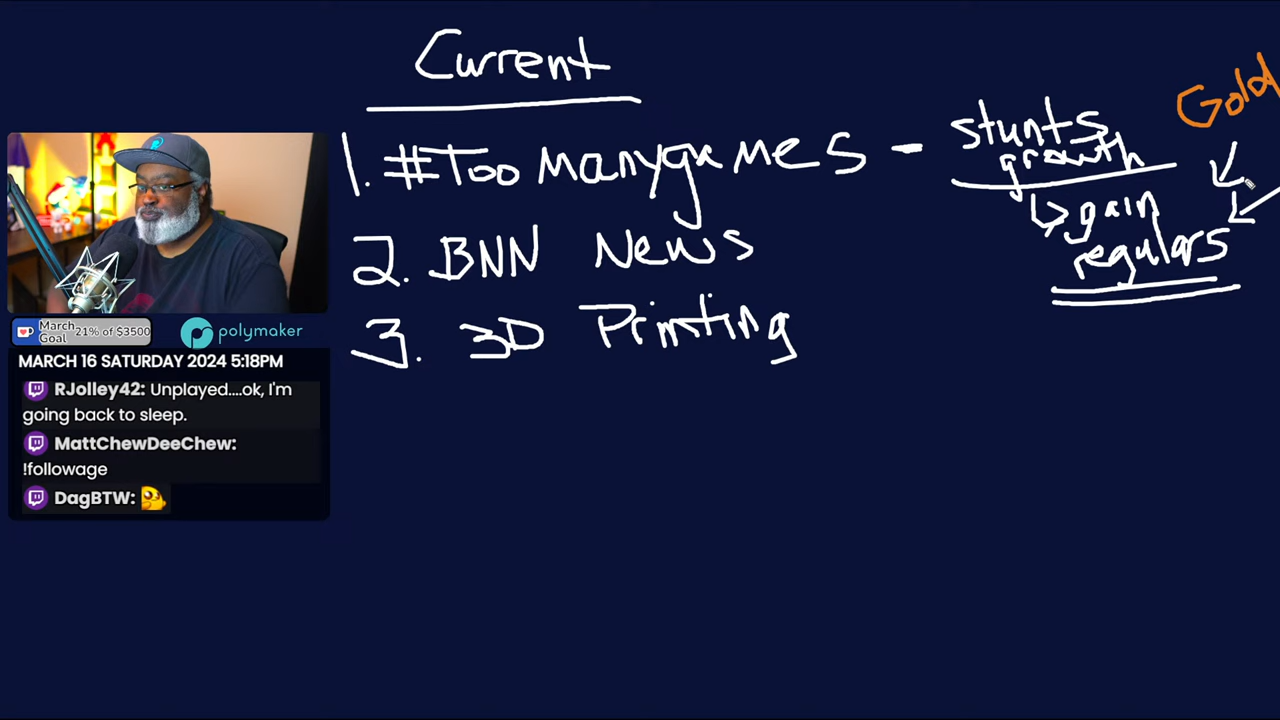 Current
1. #Toomanygames - stunts growth
Gold
↳ gain regulars
2. BNN News
3. 3D Printing
March Goal 21% of $3500
polymaker
MARCH 16 SATURDAY 2024 5:18PM
RJolley42: Unplayed....ok, I'm
going back to sleep.
MattChewDeeChew:
!followage
DagBTW: